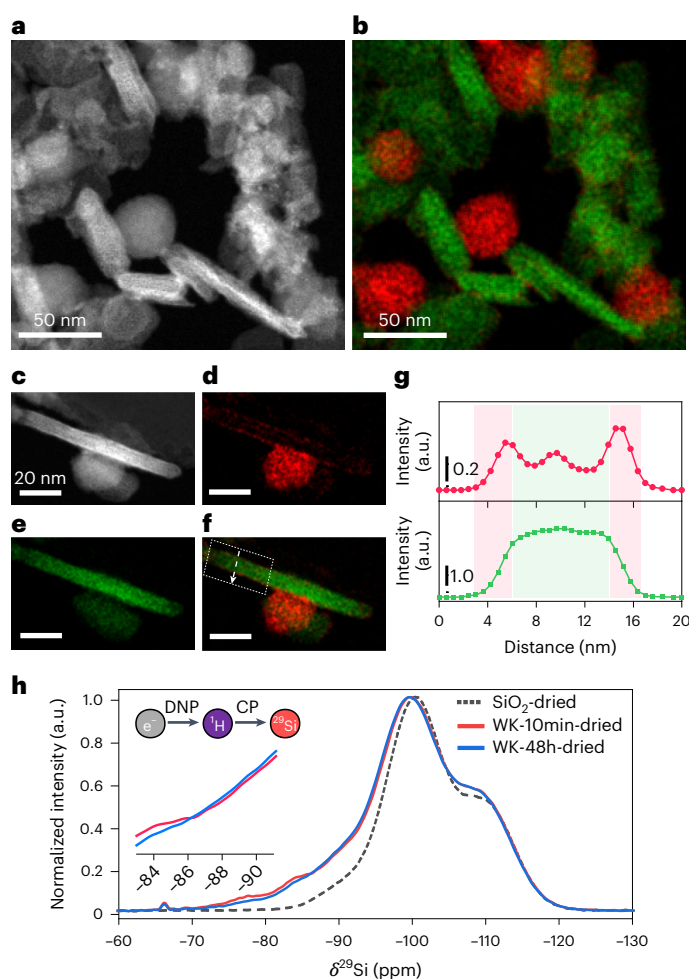 a
b
50 nm
50 nm
c
d
g
20 nm
e
f
Intensity
(a.u.)
0.2
Intensity
(a.u.)
1.0
0 4 8 12 16 20
Distance (nm)
h
Normalized intensity (a.u.)
1.0
0.8
0.6
0.4
0.2
0
e⁻ DNP ¹H CP ²⁹Si
SiO₂-dried
WK-10min-dried
WK-48h-dried
–84 –86 –88 –90
–60 –70 –80 –90 –100 –110 –120 –130
δ²⁹Si (ppm)